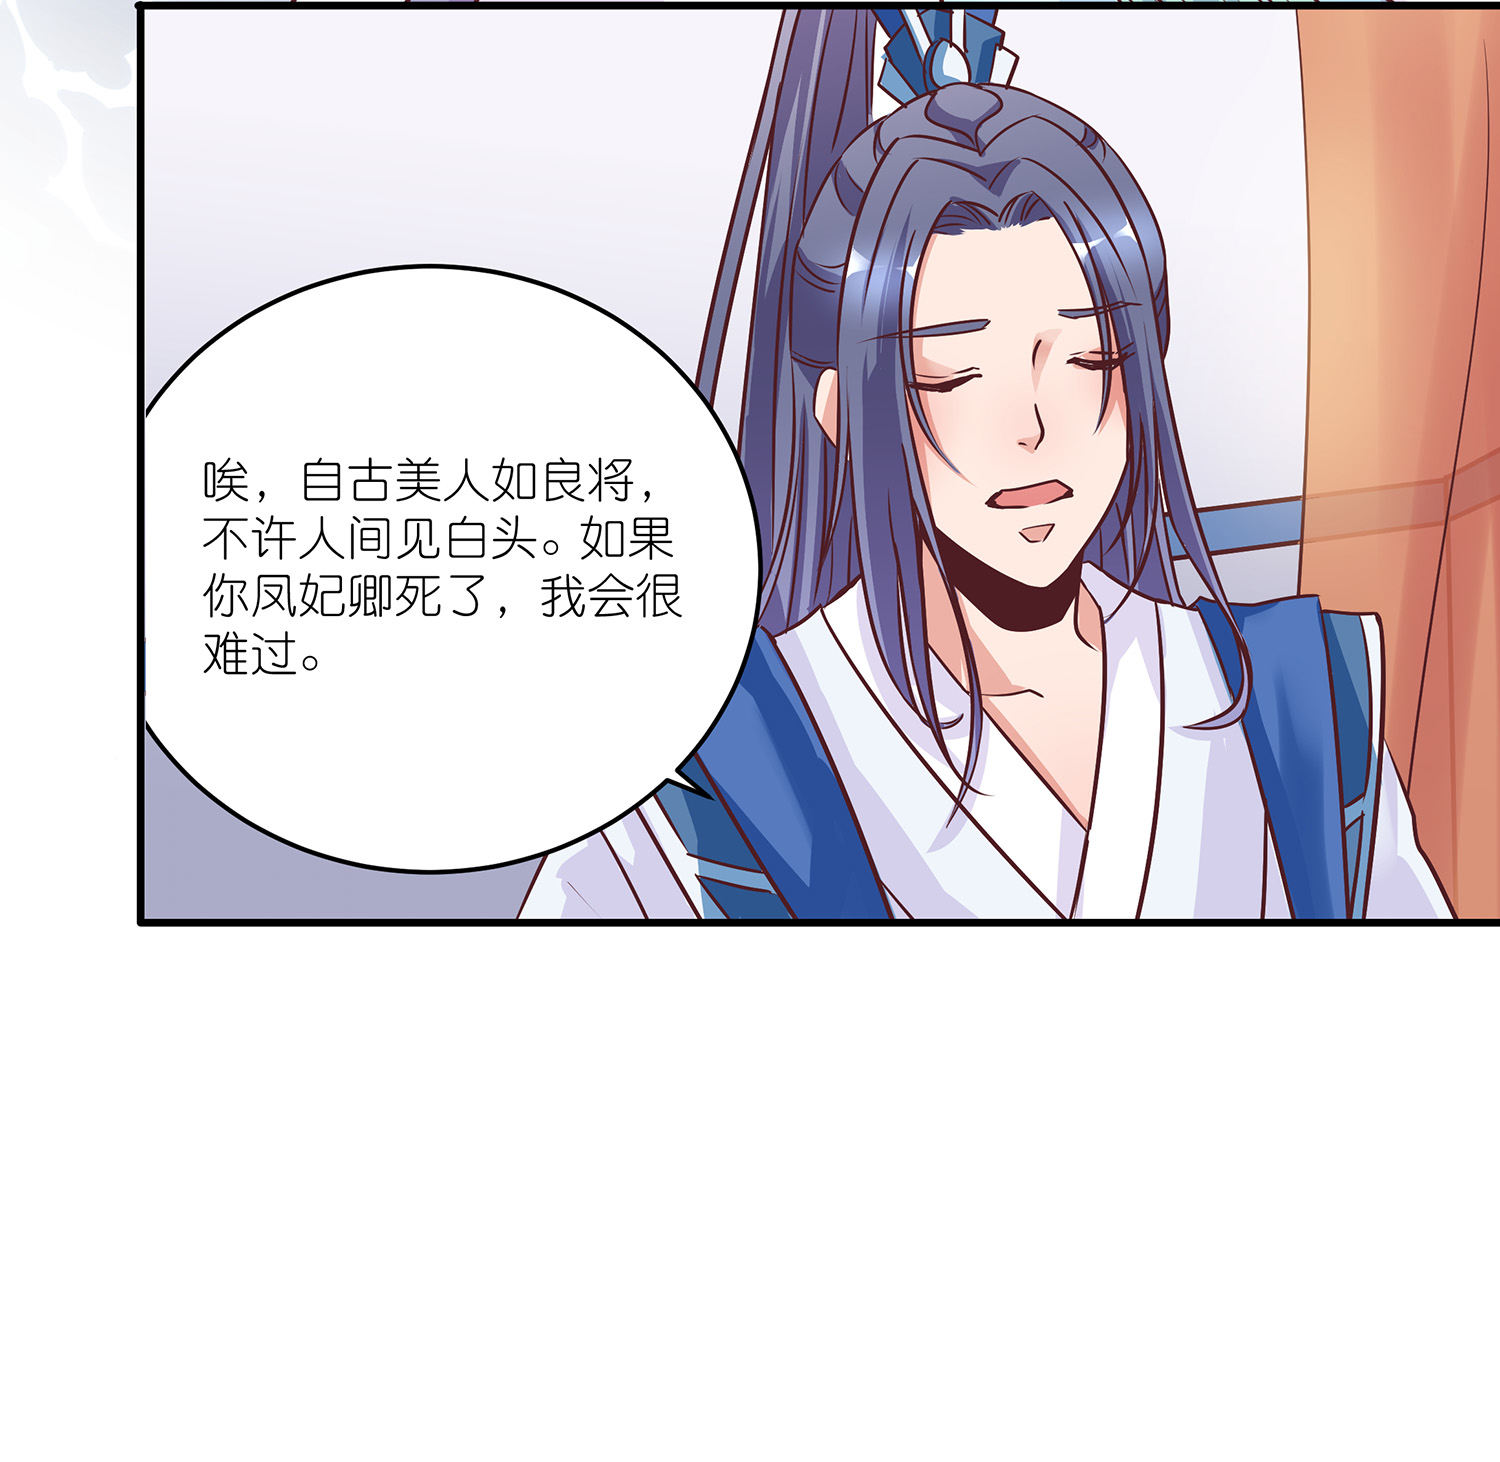 唉，自古美人如良将，
不许人间见白头。如果
你凤妃卿死了，我会很
难过。